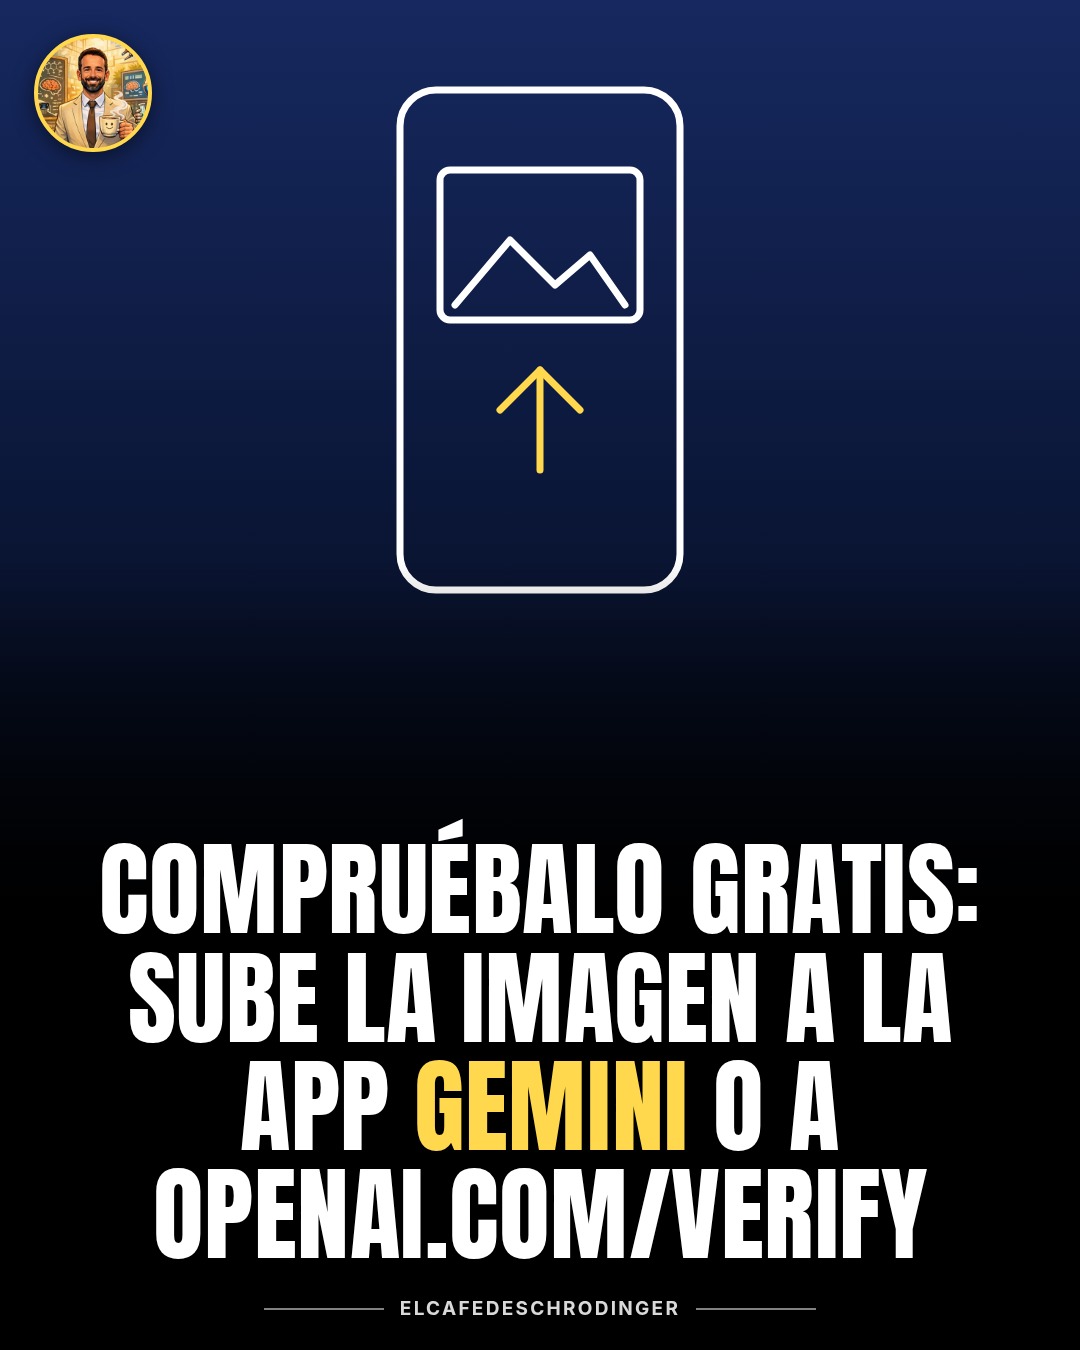 COMPRUÉBALO GRATIS:
SUBE LA IMAGEN A LA
APP GEMINI O A
OPENAI.COM/VERIFY
ELCAFEDESCHRODINGER